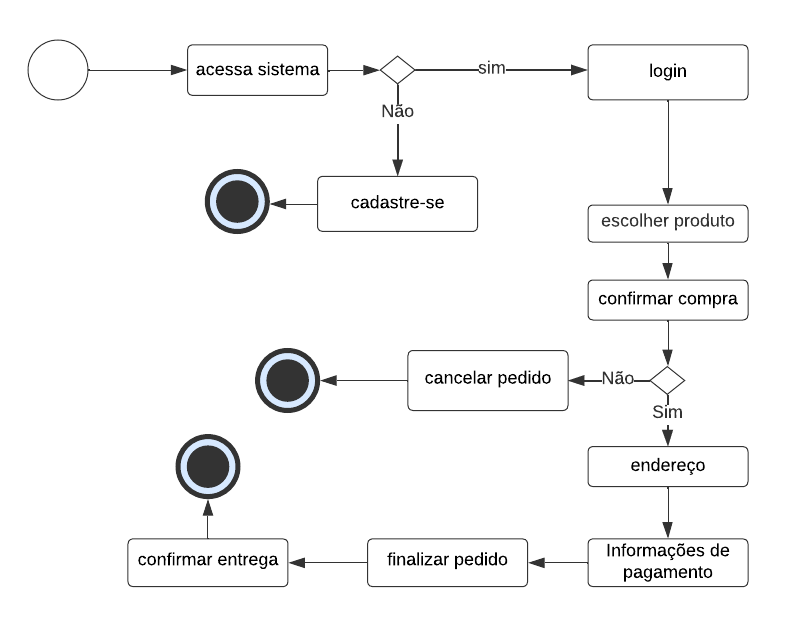 acessa sistema
sim
login
Não
cadastre-se
escolher produto
confirmar compra
cancelar pedido
Não
Sim
endereço
Informações de
pagamento
finalizar pedido
confirmar entrega